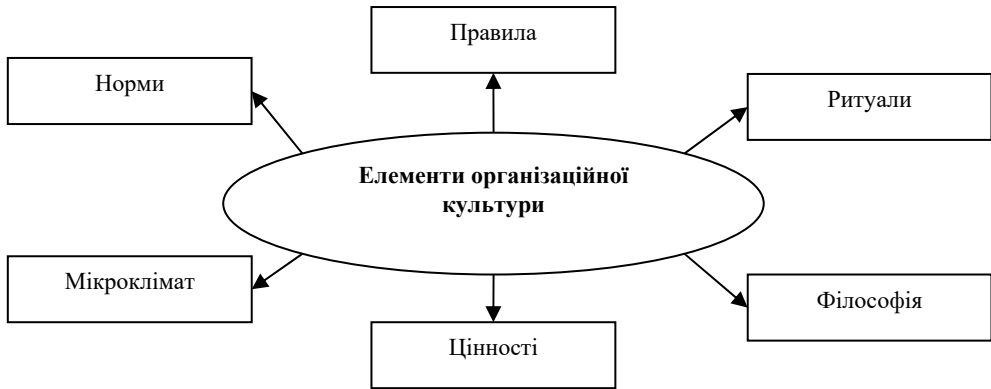 Правила
Норми
Ритуали
Елементи організаційної
культури
Мікроклімат
Філософія
Цінності